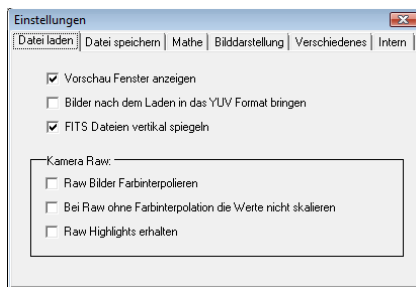 Einstellungen
Datei laden Datei speichern Mathe Bilddarstellung Verschiedenes Intern
Vorschau Fenster anzeigen
Bilder nach dem Laden in das YUV Format bringen
FITS Dateien vertikal spiegeln
Kamera Raw:
Raw Bilder Farbinterpolieren
Bei Raw ohne Farbinterpolation die Werte nicht skalieren
Raw Highlights erhalten